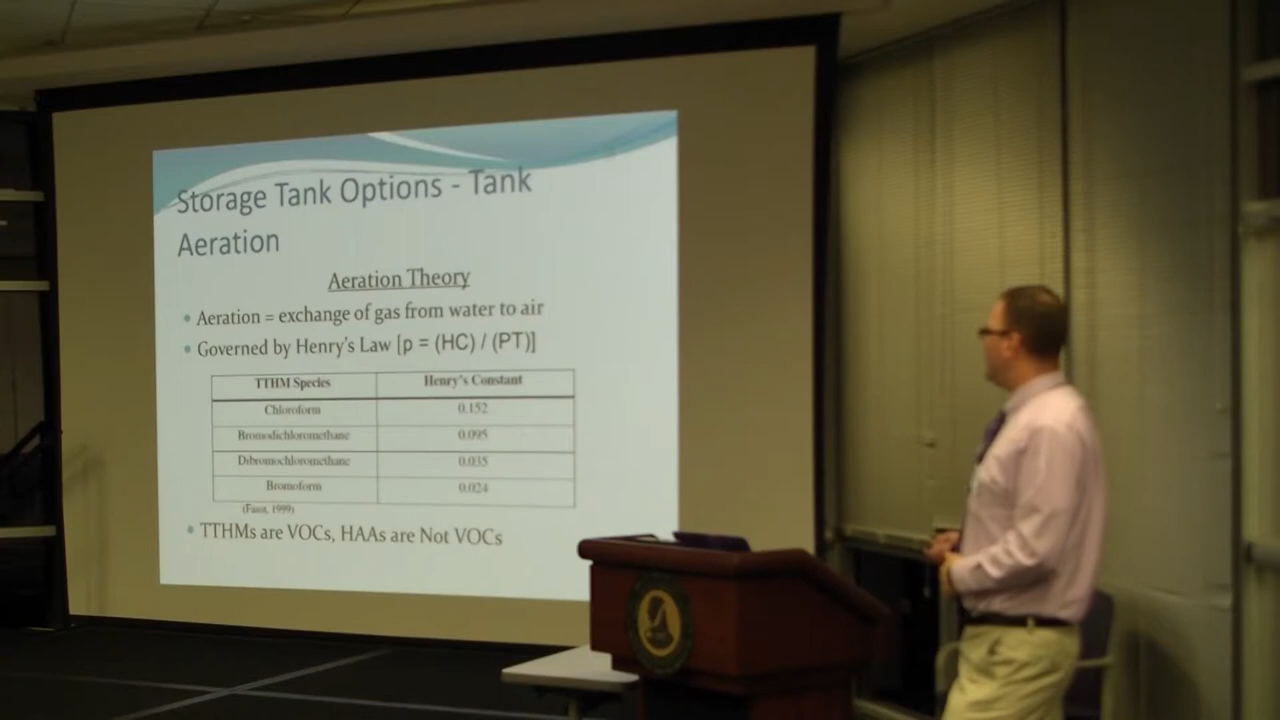 Storage Tank Options - Tank
Aeration
Aeration Theory
• Aeration = exchange of gas from water to air
• Governed by Henry's Law [p = (HC) / (PT)]
TTHM Species Henry's Constant
Chloroform 0.152
Bromodichloromethane 0.095
Dibromochloromethane 0.035
Bromoform 0.024
(Faust, 1999)
• TTHMs are VOCs, HAAs are Not VOCs